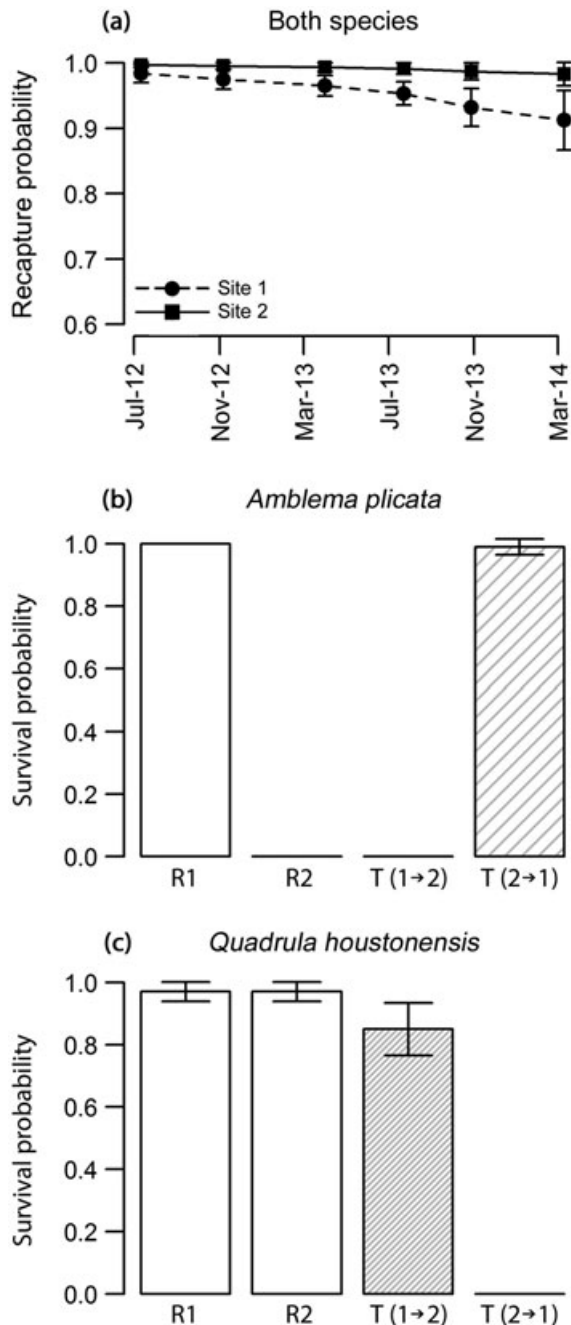 (a) Both species
Recapture probability
1.0
0.9
0.8
0.7
0.6
Site 1
Site 2
Jul-12
Nov-12
Mar-13
Jul-13
Nov-13
Mar-14
(b) Amblema plicata
Survival probability
1.0
0.8
0.6
0.4
0.2
0.0
R1 R2 T (1→2) T (2→1)
(c) Quadrula houstonensis
Survival probability
1.0
0.8
0.6
0.4
0.2
0.0
R1 R2 T (1→2) T (2→1)